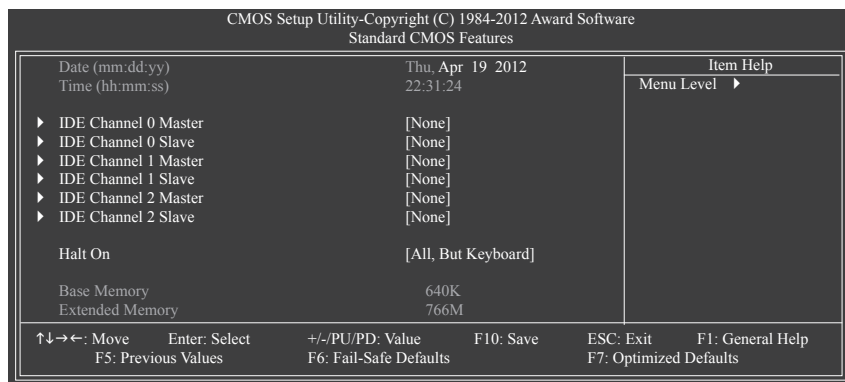 CMOS Setup Utility-Copyright (C) 1984-2012 Award Software
Standard CMOS Features
Date (mm:dd:yy) Thu, Apr 19 2012
Time (hh:mm:ss) 22:31:24
Item Help
Menu Level ▶
▶ IDE Channel 0 Master [None]
▶ IDE Channel 0 Slave [None]
▶ IDE Channel 1 Master [None]
▶ IDE Channel 1 Slave [None]
▶ IDE Channel 2 Master [None]
▶ IDE Channel 2 Slave [None]
Halt On [All, But Keyboard]
Base Memory 640K
Extended Memory 766M
↑↓→←: Move Enter: Select +/-/PU/PD: Value F10: Save ESC: Exit F1: General Help
F5: Previous Values F6: Fail-Safe Defaults F7: Optimized Defaults